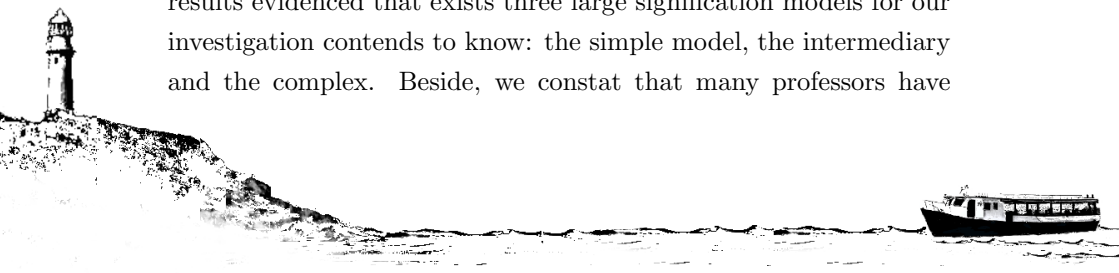 results evidenced that exists three large signification models for our
investigation contends to know: the simple model, the intermediary
and the complex. Beside, we constat that many professors have